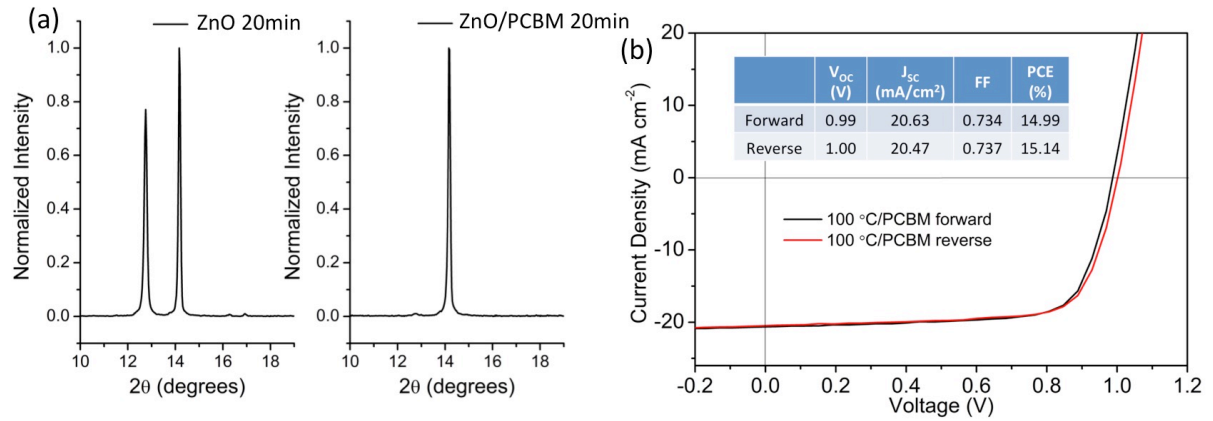 (a)
ZnO 20min
Normalized Intensity
1.0
0.8
0.6
0.4
0.2
0.0
10 12 14 16 18
2θ (degrees)
ZnO/PCBM 20min
Normalized Intensity
1.0
0.8
0.6
0.4
0.2
0.0
10 12 14 16 18
2θ (degrees)
(b)
Current Density (mA cm⁻²)
20
10
0
-10
-20
VOC (V) JSC (mA/cm²) FF PCE (%)
Forward 0.99 20.63 0.734 14.99
Reverse 1.00 20.47 0.737 15.14
100 °C/PCBM forward
100 °C/PCBM reverse
-0.2 0.0 0.2 0.4 0.6 0.8 1.0 1.2
Voltage (V)